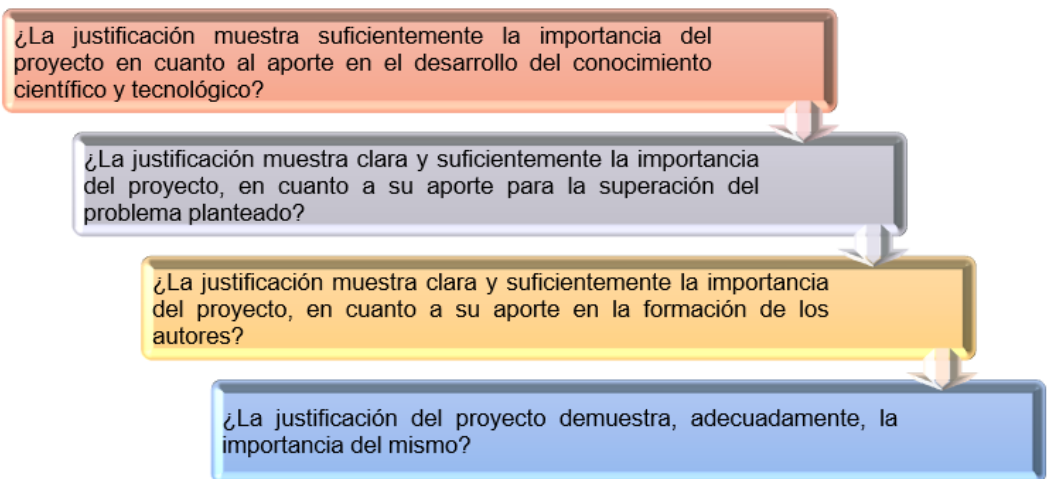 ¿La justificación muestra suficientemente la importancia del
proyecto en cuanto al aporte en el desarrollo del conocimiento
científico y tecnológico?
¿La justificación muestra clara y suficientemente la importancia
del proyecto, en cuanto a su aporte para la superación del
problema planteado?
¿La justificación muestra clara y suficientemente la importancia
del proyecto, en cuanto a su aporte en la formación de los
autores?
¿La justificación del proyecto demuestra, adecuadamente, la
importancia del mismo?